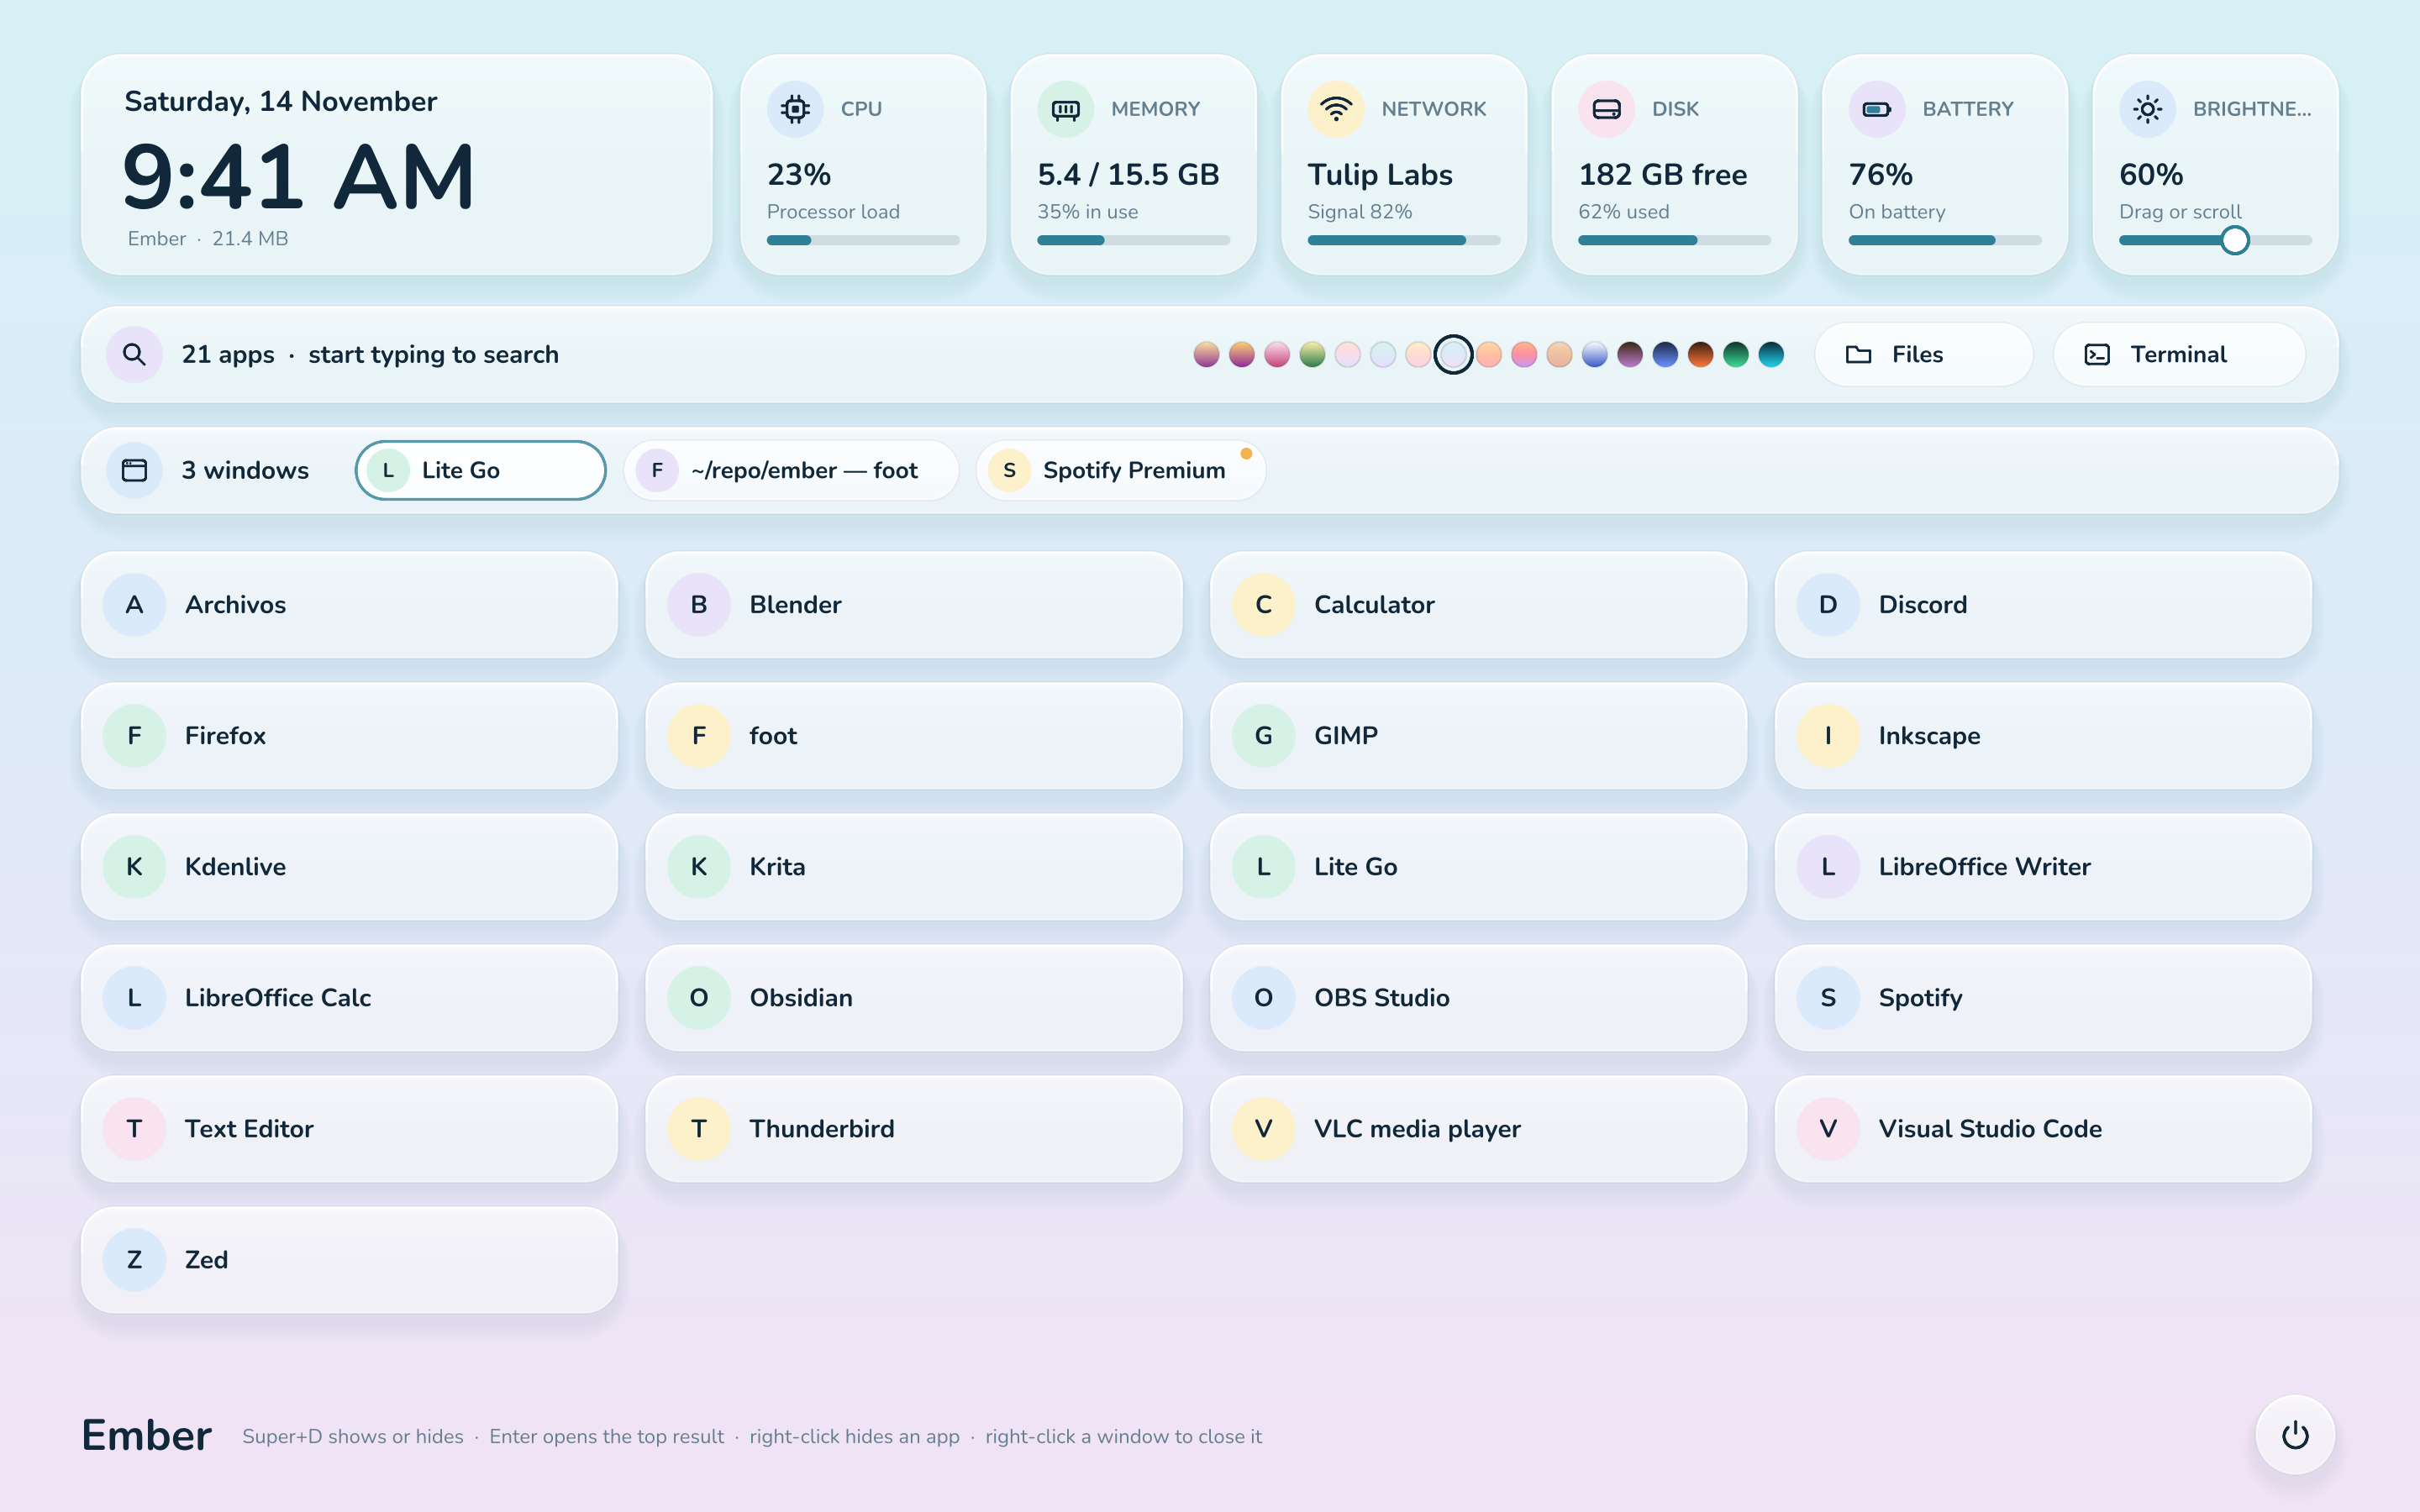 Saturday, 14 November
9:41 AM
Ember · 21.4 MB
CPU
23%
Processor load
MEMORY
5.4 / 15.5 GB
35% in use
NETWORK
Tulip Labs
Signal 82%
DISK
182 GB free
62% used
BATTERY
76%
On battery
BRIGHTNE...
60%
Drag or scroll
21 apps · start typing to search
Files
Terminal
3 windows
L Lite Go
F ~/repo/ember — foot
S Spotify Premium
A Archivos
B Blender
C Calculator
D Discord
F Firefox
F foot
G GIMP
I Inkscape
K Kdenlive
K Krita
L Lite Go
L LibreOffice Writer
L LibreOffice Calc
O Obsidian
O OBS Studio
S Spotify
T Text Editor
T Thunderbird
V VLC media player
V Visual Studio Code
Z Zed
Ember
Super+D shows or hides · Enter opens the top result · right-click hides an app · right-click a window to close it